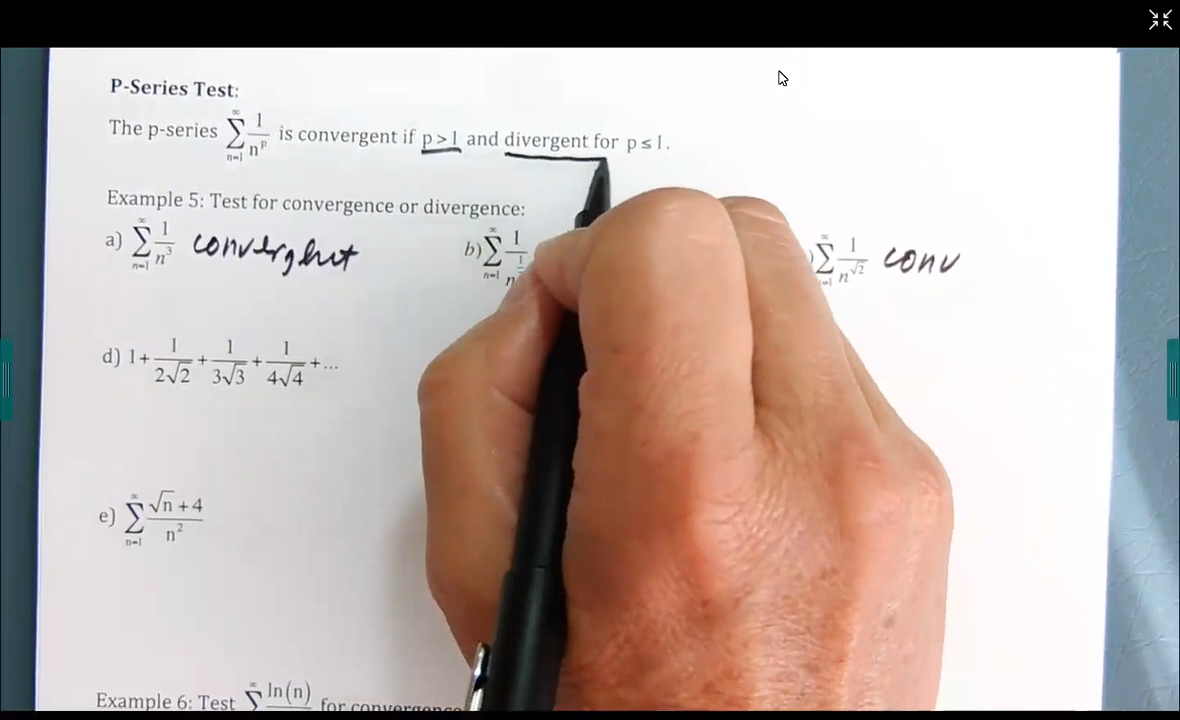 P-Series Test:
The p-series ∑_{n=1}^{∞} 1/n^p is convergent if p > 1 and divergent for p ≤ 1.
Example 5: Test for convergence or divergence:
a) ∑_{n=1}^{∞} 1/n^3 converghut b) ∑_{n=1}^{∞} 1/n ) ∑_{n=1}^{∞} 1/n^{√2} conv
d) 1 + 1/(2√2) + 1/(3√3) + 1/(4√4) + ...
e) ∑_{n=1}^{∞} (√n + 4)/n^2
Example 6: Test ∑^{∞} ln(n) for convergence